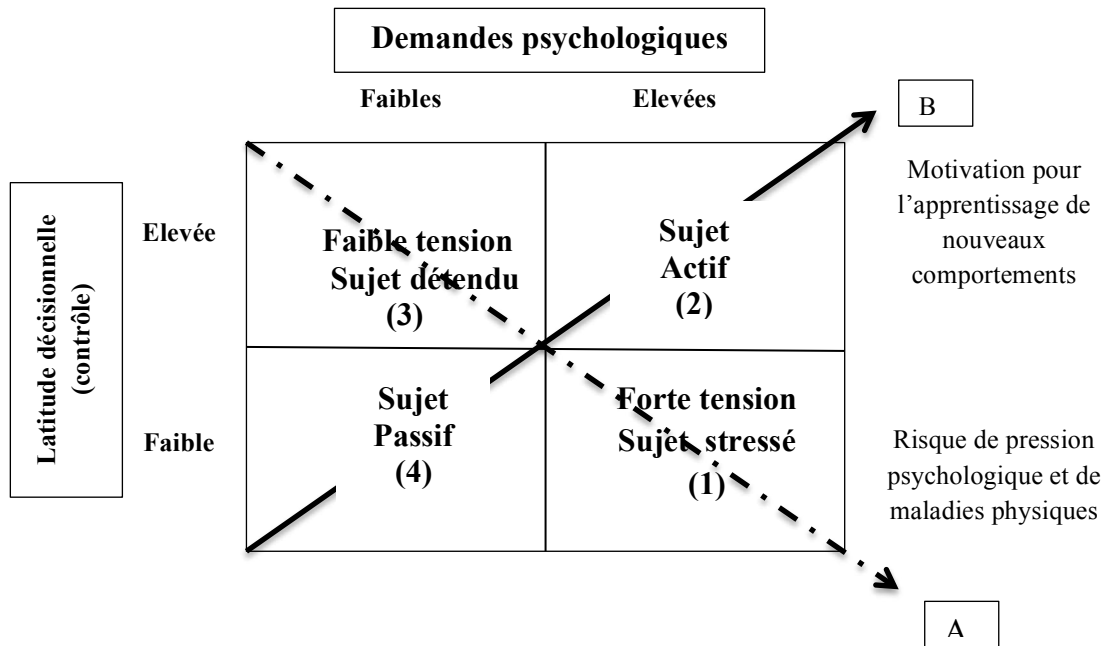 Demandes psychologiques
Faibles
Elevées
B
Motivation pour
l'apprentissage de
nouveaux
comportements
Latitude décisionnelle
(contrôle)
Elevée
Faible tension
Sujet détendu
(3)
Sujet
Actif
(2)
Faible
Sujet
Passif
(4)
Forte tension
Sujet stressé
(1)
Risque de pression
psychologique et de
maladies physiques
A